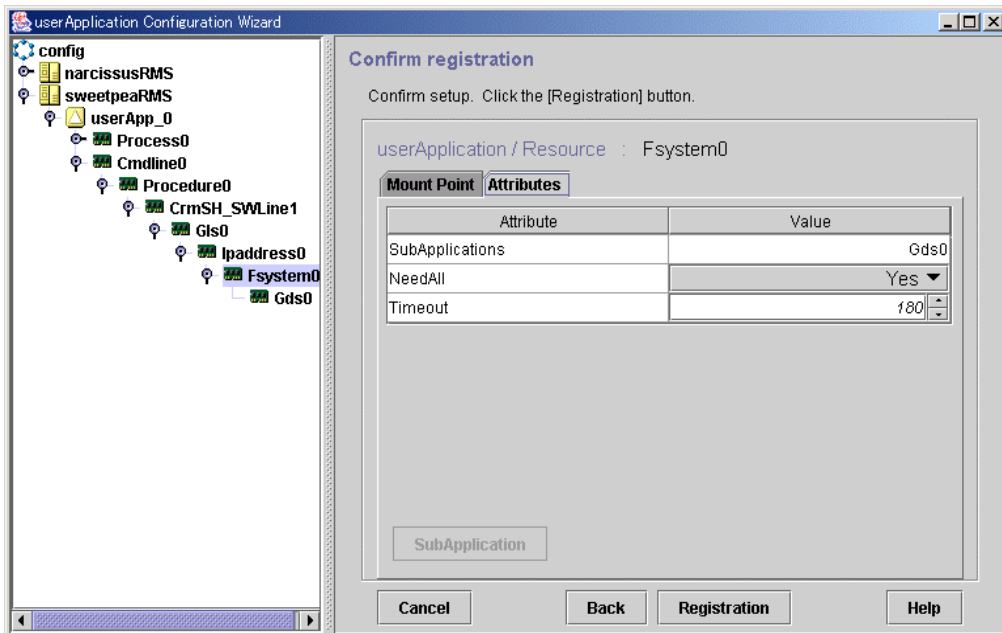 userApplication Configuration Wizard
config
narcissusRMS
sweetpeaRMS
userApp_0
Process0
Cmdline0
Procedure0
CrmSH_SWLine1
Gls0
Ipaddress0
Fsystem0
Gds0
Confirm registration
Confirm setup. Click the [Registration] button.
userApplication / Resource : Fsystem0
Mount Point Attributes
Attribute Value
SubApplications Gds0
NeedAll Yes
Timeout 180
SubApplication
Cancel Back Registration Help